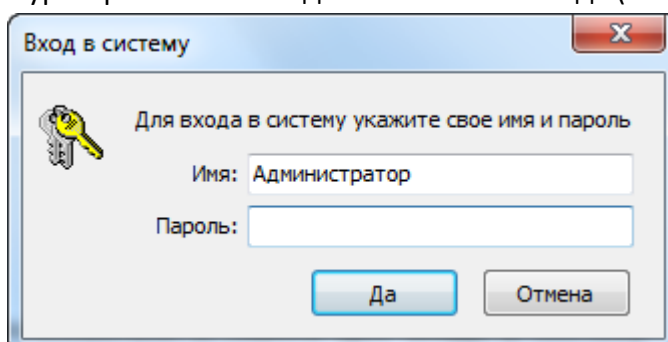 Вход в систему
Для входа в систему укажите свое имя и пароль
Имя: Администратор
Пароль:
Да Отмена